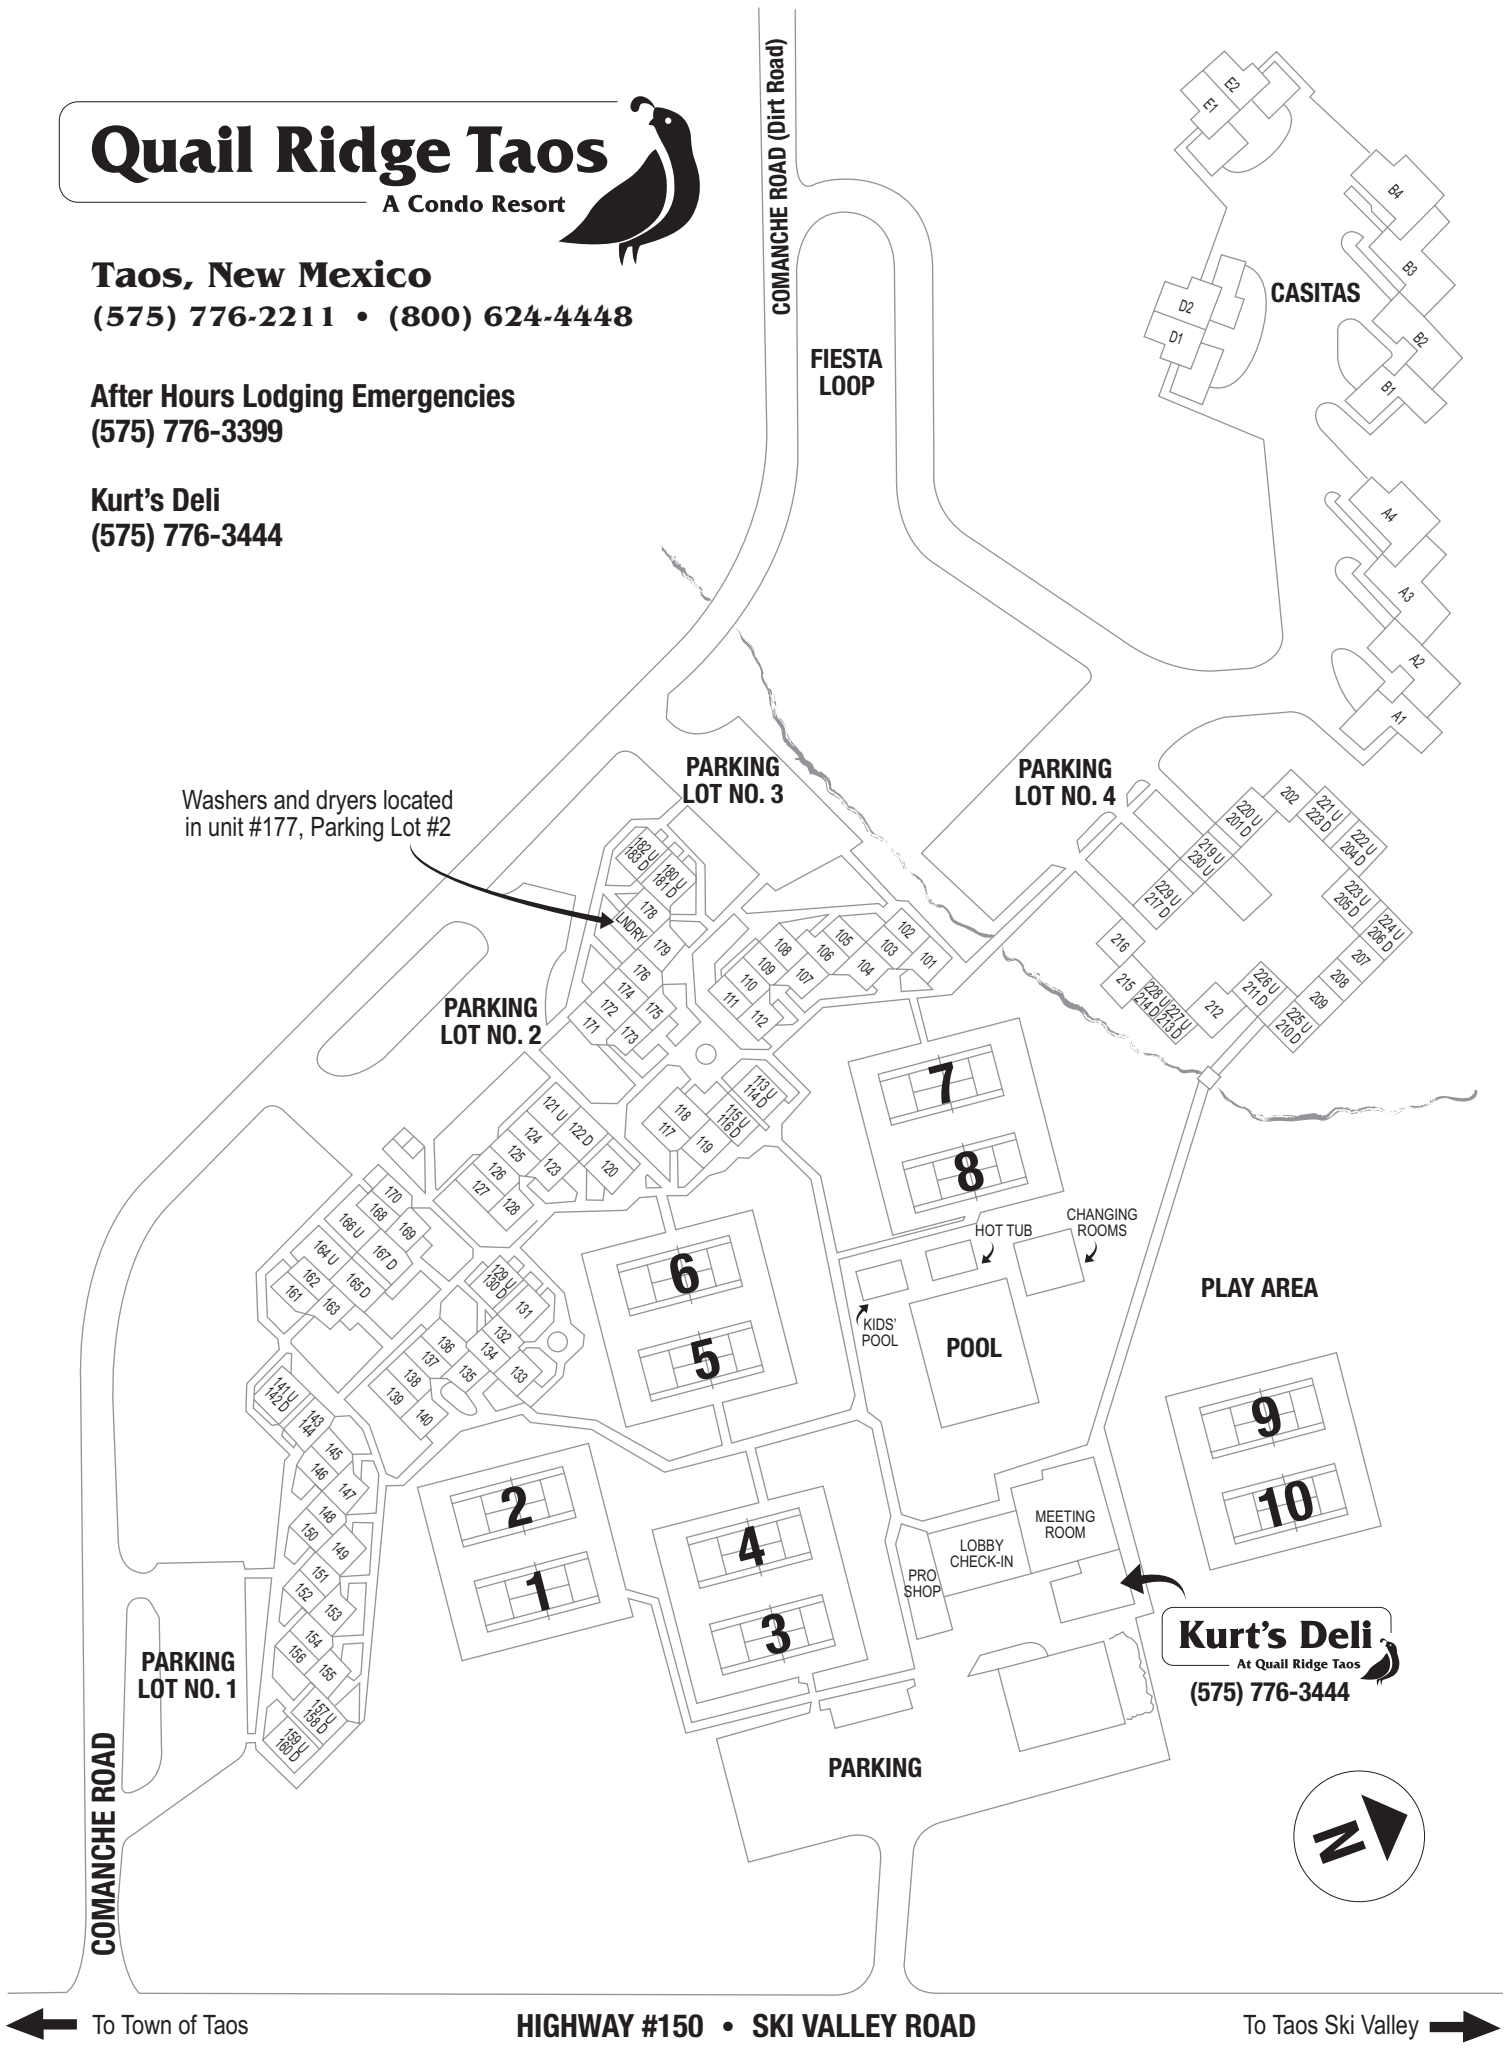 Quail Ridge Taos
A Condo Resort
Taos, New Mexico
(575) 776-2211 • (800) 624-4448
After Hours Lodging Emergencies
(575) 776-3399
Kurt's Deli
(575) 776-3444
COMANCHE ROAD (Dirt Road)
FIESTA
LOOP
CASITAS
E2
E1
D2
D1
B4
B3
B2
B1
A4
A3
A2
A1
PARKING
LOT NO. 3
PARKING
LOT NO. 4
Washers and dryers located
in unit #177, Parking Lot #2
182 U
183 D
180 U
181 D
178
LNDRY
179
176
174
175
172
171
173
PARKING
LOT NO. 2
102
101
103
105
104
106
108
107
109
110
111
112
113 U
114 D
115 U
116 D
118
117
119
220 U
201 D
202
221 U
223 D
222 U
204 D
219 U
230 U
229 U
217 D
223 U
205 D
224 U
206 D
207
208
209
225 U
210 D
226 U
211 D
212
227 U
213 D
228 U
214 D
215
216
121 U
122 D
120
124
123
125
126
127
128
170
168
169
166 U
167 D
164 U
165 D
162
161
163
129 U
130 D
131
132
134
133
136
135
137
138
139
140
141 U
142 D
143
144
145
146
147
148
150
149
151
152
153
154
156
155
157 U
158 D
159 U
160 D
7
8
6
5
2
1
4
3
9
10
HOT TUB
CHANGING
ROOMS
KIDS'
POOL
POOL
PLAY AREA
MEETING
ROOM
LOBBY
CHECK-IN
PRO
SHOP
Kurt's Deli
At Quail Ridge Taos
(575) 776-3444
PARKING
LOT NO. 1
PARKING
COMANCHE ROAD
N
To Town of Taos
HIGHWAY #150 • SKI VALLEY ROAD
To Taos Ski Valley